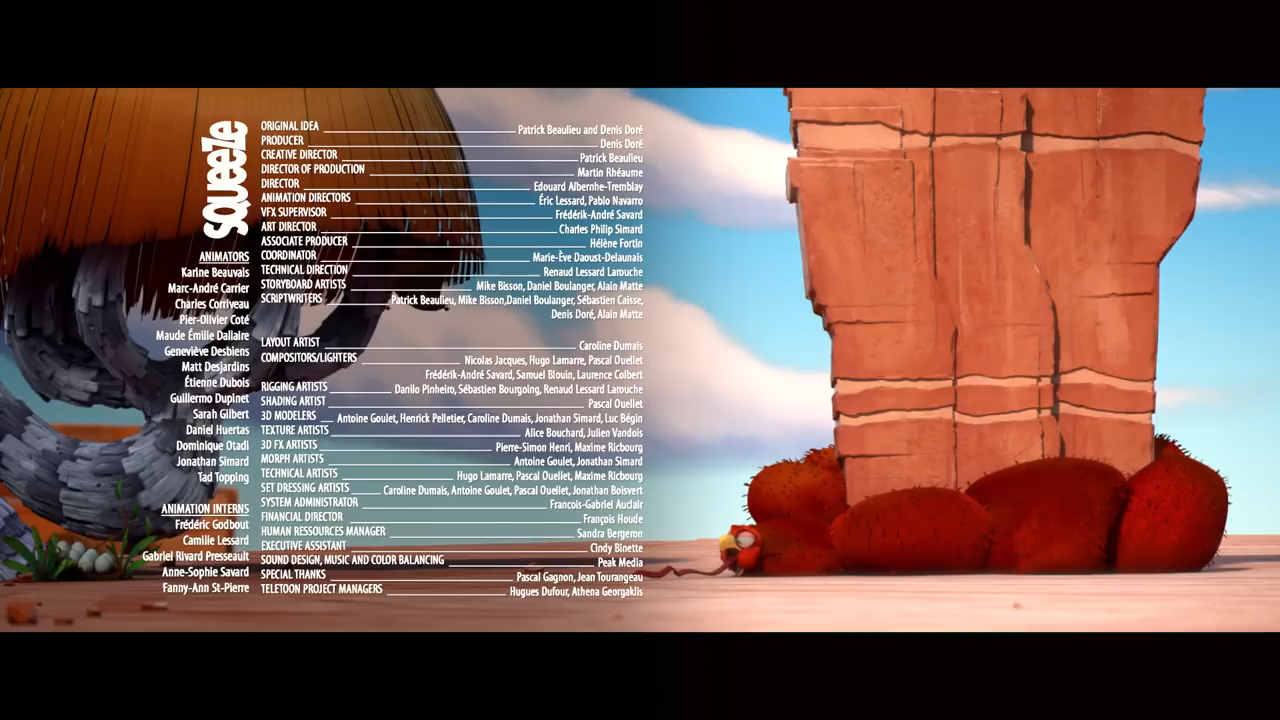 squeeze
ANIMATORS
Karine Beauvais
Marc-André Carrier
Charles Corriveau
Pier-Olivier Coté
Maude Émilie Dallaire
Geneviève Desbiens
Matt Desjardins
Étienne Dubois
Guillermo Dupinet
Sarah Gilbert
Daniel Huertas
Dominique Otadi
Jonathan Simard
Tad Topping
ANIMATION INTERNS
Frédéric Godbout
Camille Lessard
Gabriel Rivard Presseault
Anne-Sophie Savard
Fanny-Ann St-Pierre
ORIGINAL IDEA Patrick Beaulieu and Denis Doré
PRODUCER Denis Doré
CREATIVE DIRECTOR Patrick Beaulieu
DIRECTOR OF PRODUCTION Martin Rhéaume
DIRECTOR Edouard Albernhe-Tremblay
ANIMATION DIRECTORS Éric Lessard, Pablo Navarro
VFX SUPERVISOR Frédérik-André Savard
ART DIRECTOR Charles Philip Simard
ASSOCIATE PRODUCER Hélène Fortin
COORDINATOR Marie-Ève Daoust-Delaunais
TECHNICAL DIRECTION Renaud Lessard Larouche
STORYBOARD ARTISTS Mike Bisson, Daniel Boulanger, Alain Matte
SCRIPTWRITERS Patrick Beaulieu, Mike Bisson,Daniel Boulanger, Sébastien Caisse,
Denis Doré, Alain Matte
LAYOUT ARTIST Caroline Dumais
COMPOSITORS/LIGHTERS Nicolas Jacques, Hugo Lamarre, Pascal Ouellet
Frédérik-André Savard, Samuel Blouin, Laurence Colbert
RIGGING ARTISTS Danilo Pinheiro, Sébastien Bourgoing, Renaud Lessard Larouche
SHADING ARTIST Pascal Ouellet
3D MODELERS Antoine Goulet, Henrick Pelletier, Caroline Dumais, Jonathan Simard, Luc Bégin
TEXTURE ARTISTS Alice Bouchard, Julien Vandois
3D FX ARTISTS Pierre-Simon Henri, Maxime Ricbourg
MORPH ARTISTS Antoine Goulet, Jonathan Simard
TECHNICAL ARTISTS Hugo Lamarre, Pascal Ouellet, Maxime Ricbourg
SET DRESSING ARTISTS Caroline Dumais, Antoine Goulet, Pascal Ouellet, Jonathan Boisvert
SYSTEM ADMINISTRATOR Francois-Gabriel Auclair
FINANCIAL DIRECTOR François Houde
HUMAN RESSOURCES MANAGER Sandra Bergeron
EXECUTIVE ASSISTANT Cindy Binette
SOUND DESIGN, MUSIC AND COLOR BALANCING Peak Media
SPECIAL THANKS Pascal Gagnon, Jean Tourangeau
TELETOON PROJECT MANAGERS Hugues Dufour, Athena Georgaklis